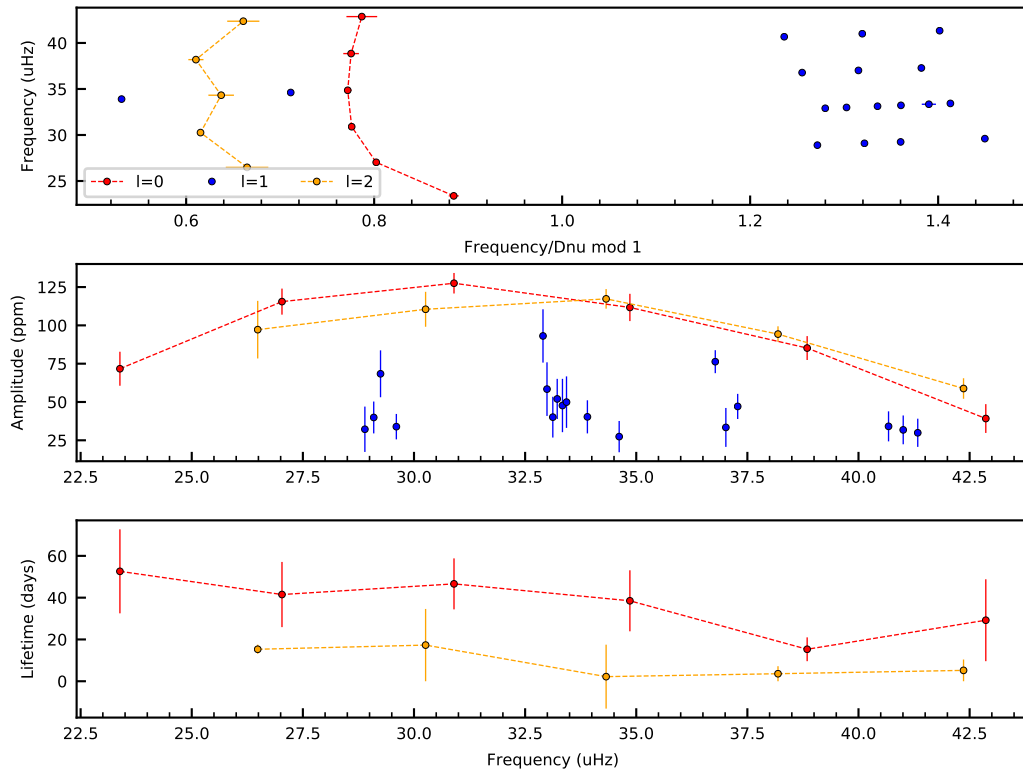 40
35
30
25
Frequency (uHz)
l=0 l=1 l=2
0.6 0.8 1.0 1.2 1.4
Frequency/Dnu mod 1
125
100
75
50
25
Amplitude (ppm)
22.5 25.0 27.5 30.0 32.5 35.0 37.5 40.0 42.5
60
40
20
0
Lifetime (days)
22.5 25.0 27.5 30.0 32.5 35.0 37.5 40.0 42.5
Frequency (uHz)